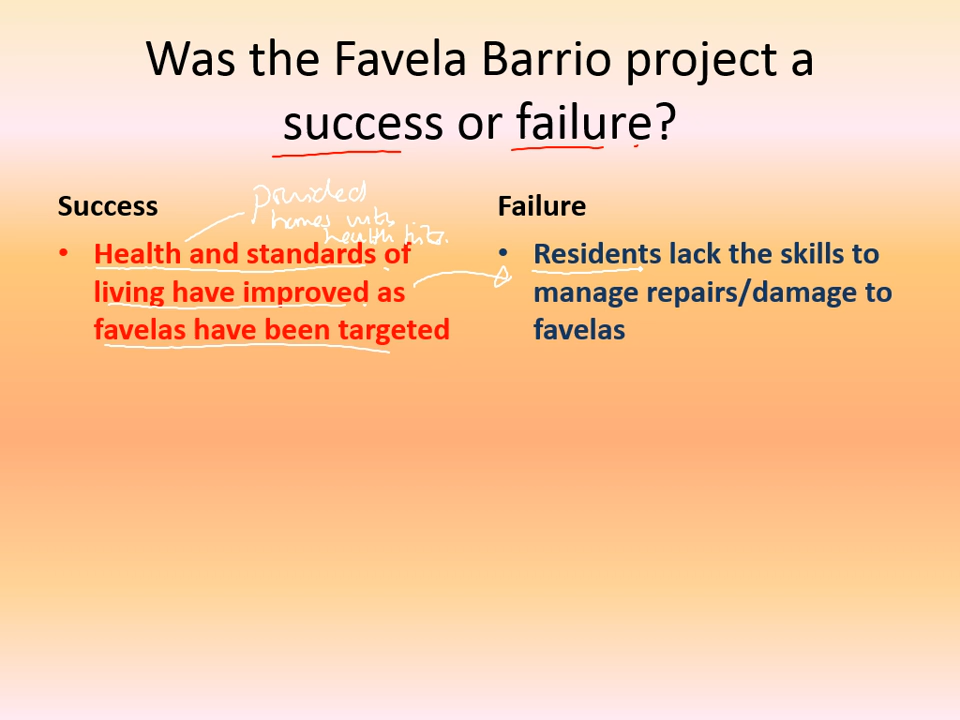 Was the Favela Barrio project a
success or failure?
Success
provided
homes with
health kits.
• Health and standards of
living have improved as
favelas have been targeted
Failure
• Residents lack the skills to
manage repairs/damage to
favelas